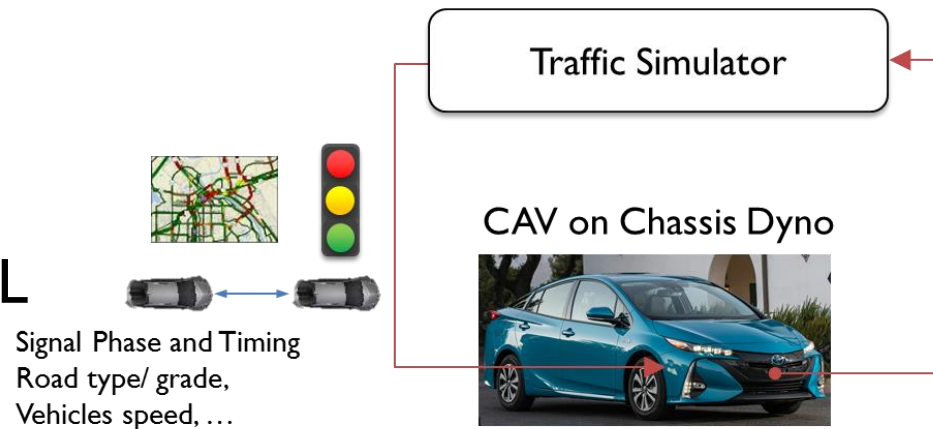 Traffic Simulator
CAV on Chassis Dyno
L
Signal Phase and Timing
Road type/ grade,
Vehicles speed, ...